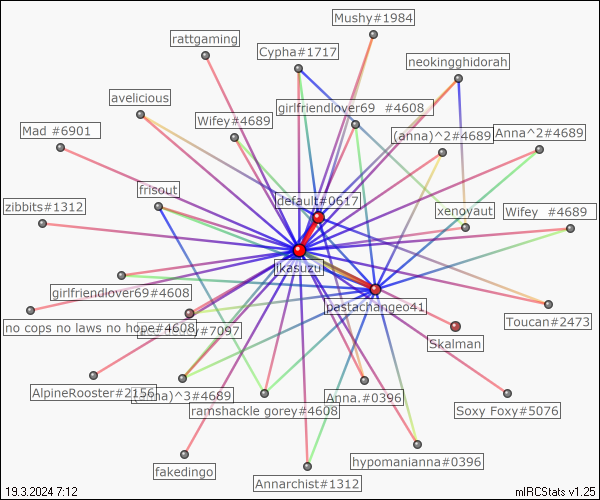 Mushy#1984
rattgaming
Cypha#1717
neokingghidorah
avelicious
girlfriendlover69 #4608
Wifey#4689
Mad #6901
(anna)^2#4689
Anna^2#4689
frisout
default#0617
zibbits#1312
xenoyaut
Wifey #4689
jikasuzu
girlfriendlover69#4608
pastachangeo41
no cops no laws no hope#4608
/7097
Toucan#2473
Skalman
AlpineRooster#2156
(anna)^3#4689
Anna.#0396
ramshackle gorey#4608
Soxy Foxy#5076
hypomanianna#0396
fakedingo
Annarchist#1312
19.3.2024 7:12
mIRCStats v1.25